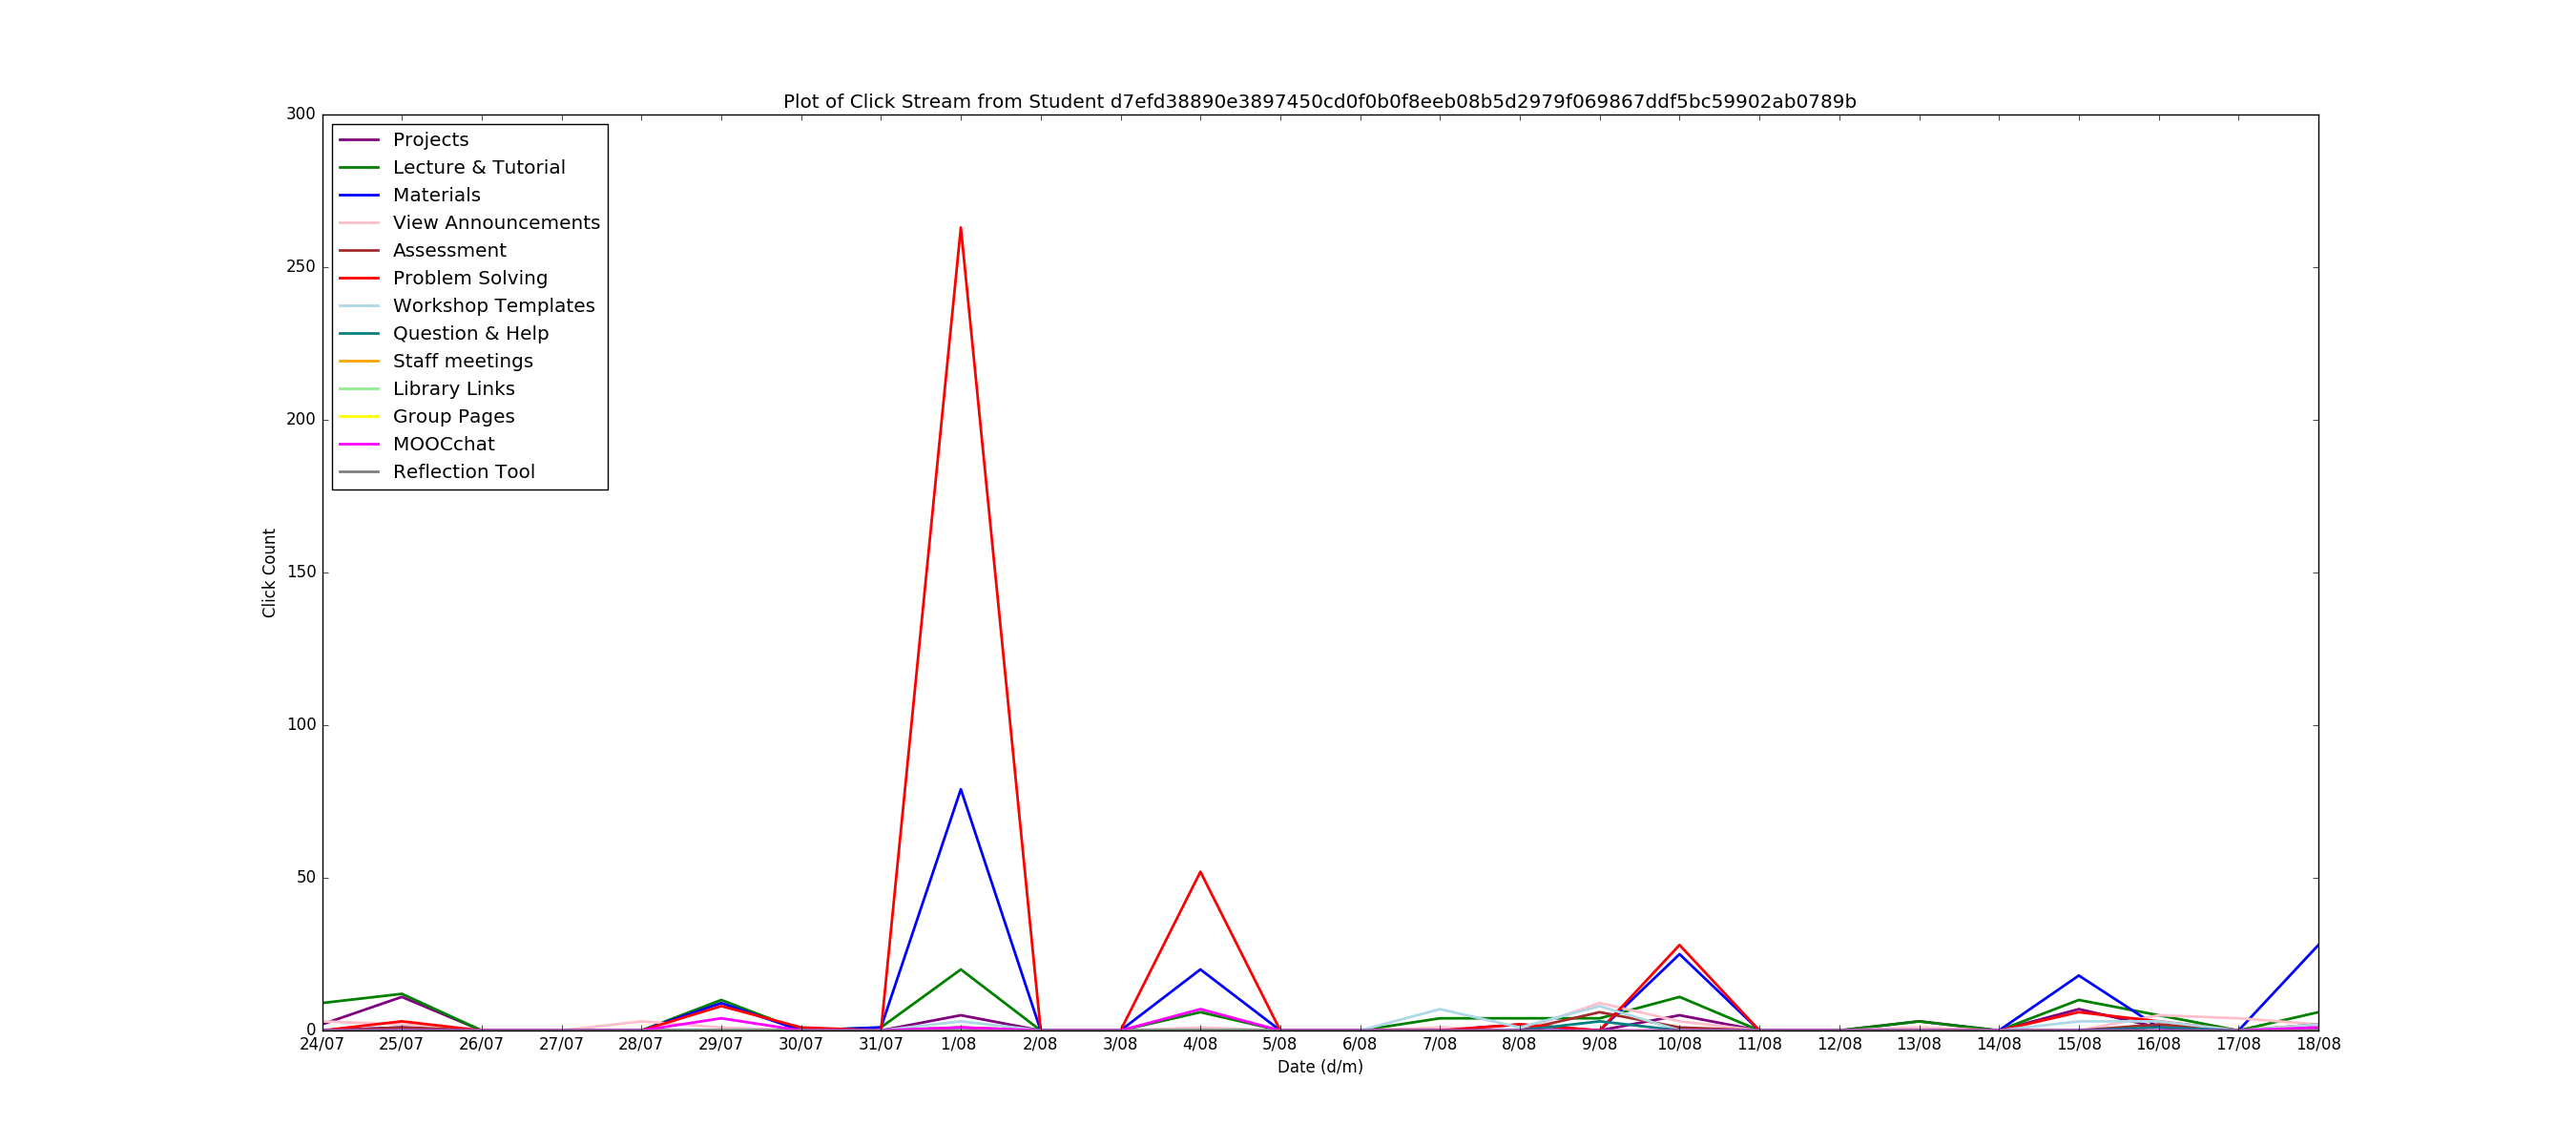 Plot of Click Stream from Student d7efd38890e3897450cd0f0b0f8eeb08b5d2979f069867ddf5bc59902ab0789b
300
250
200
150
100
50
0
Click Count
Projects
Lecture & Tutorial
Materials
View Announcements
Assessment
Problem Solving
Workshop Templates
Question & Help
Staff meetings
Library Links
Group Pages
MOOCchat
Reflection Tool
24/07 25/07 26/07 27/07 28/07 29/07 30/07 31/07 1/08 2/08 3/08 4/08 5/08 6/08 7/08 8/08 9/08 10/08 11/08 12/08 13/08 14/08 15/08 16/08 17/08 18/08
Date (d/m)